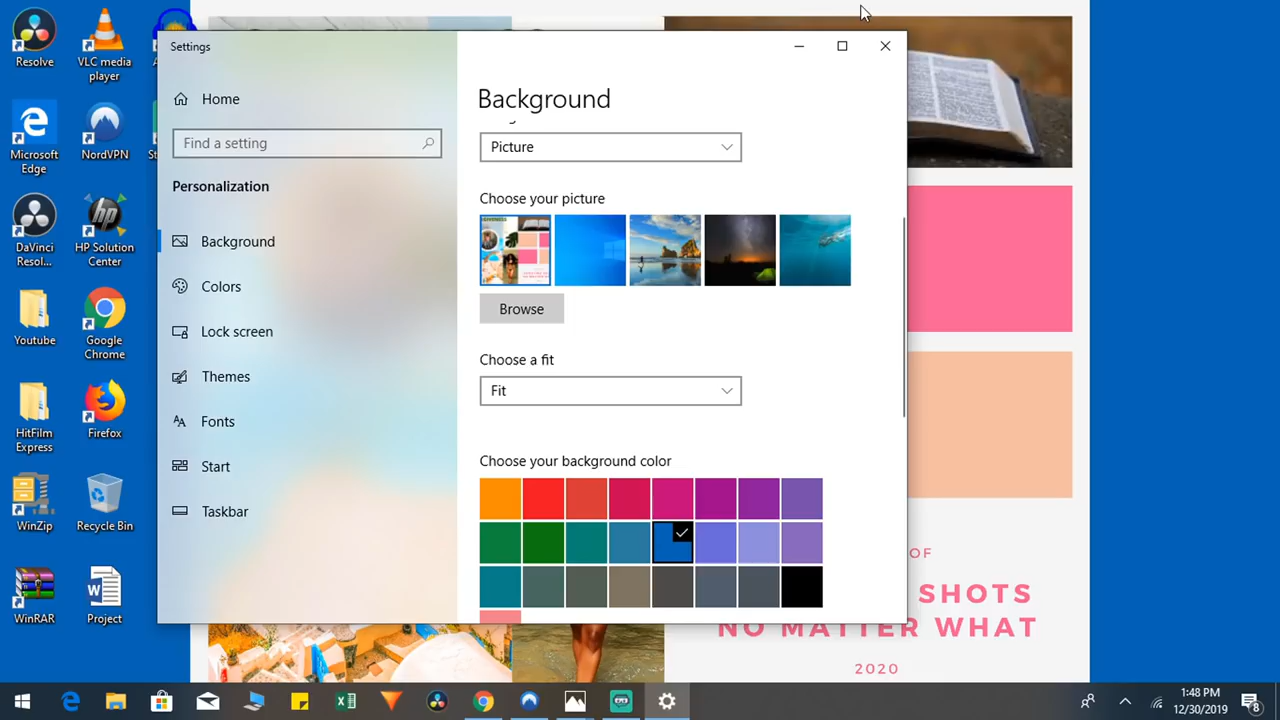 Resolve
VLC media
player
Microsoft
Edge
NordVPN
DaVinci
Resol...
HP Solution
Center
Youtube
Google
Chrome
HitFilm
Express
Firefox
WinZip
Recycle Bin
WinRAR
Project
Settings
Home
Find a setting
Personalization
Background
Colors
Lock screen
Themes
Fonts
Start
Taskbar
Background
Picture
Choose your picture
Browse
Choose a fit
Fit
Choose your background color
OF
SHOTS
NO MATTER WHAT
2020
1:48 PM
12/30/2019
8